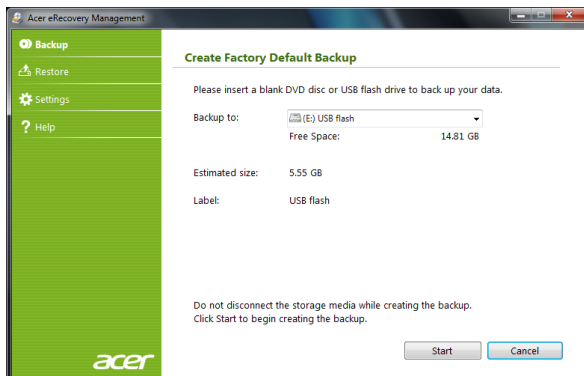 Acer eRecovery Management
Backup
Restore
Settings
Help
Create Factory Default Backup
Please insert a blank DVD disc or USB flash drive to back up your data.
Backup to: (E:) USB flash
Free Space: 14.81 GB
Estimated size: 5.55 GB
Label: USB flash
Do not disconnect the storage media while creating the backup.
Click Start to begin creating the backup.
Start Cancel
acer